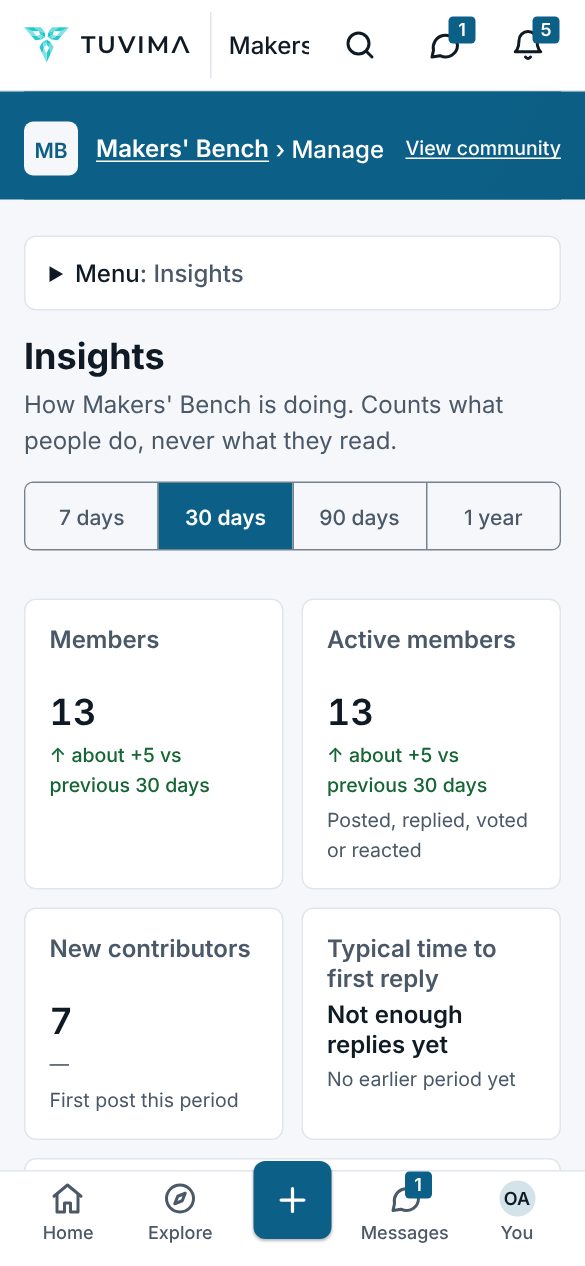 TUVIMA
Makers
1
5
MB
Makers' Bench › Manage
View community
Menu: Insights
Insights
How Makers' Bench is doing. Counts what
people do, never what they read.
7 days
30 days
90 days
1 year
Members
13
↑ about +5 vs
previous 30 days
Active members
13
↑ about +5 vs
previous 30 days
Posted, replied, voted
or reacted
New contributors
7
—
First post this period
Typical time to
first reply
Not enough
replies yet
No earlier period yet
Home
Explore
+
1
Messages
OA
You